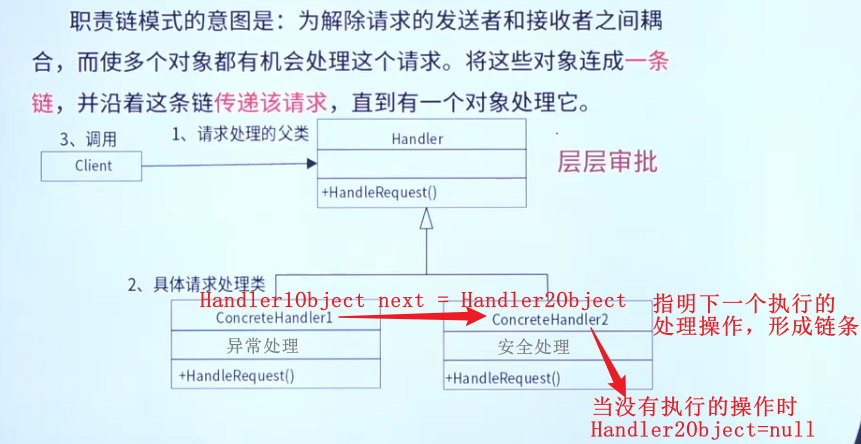 职责链模式的意图是：为解除请求的发送者和接收者之间耦
合，而使多个对象都有机会处理这个请求。将这些对象连成一条
链，并沿着这条链传递该请求，直到有一个对象处理它。
3、调用
1、请求处理的父类
Handler
Client
层层审批
+HandleRequest()
2、具体请求处理类
Handler1Object next = Handler2Object
指明下一个执行的
处理操作，形成链条
ConcreteHandler1
ConcreteHandler2
异常处理
安全处理
+HandleRequest()
+HandleRequest()
当没有执行的操作时
Handler2Object=null